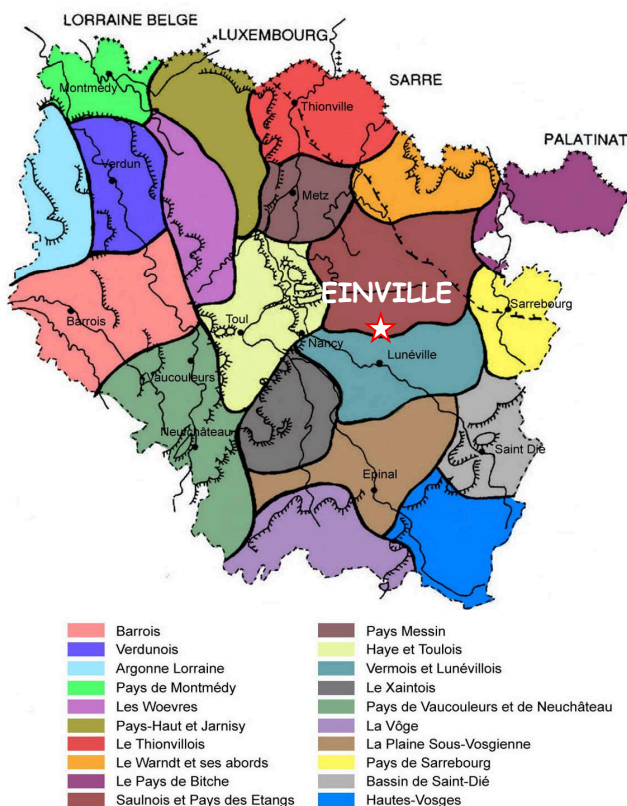 LORRAINE BELGE
LUXEMBOURG
SARRE
PALATINAT
Montmédy
Thionville
Verdun
Metz
EINVILLE
Sarrebourg
Barrois
Toul
Nancy
Lunéville
Vaucouleurs
Neufchâteau
Saint Dié
Epinal
Barrois
Verdunois
Argonne Lorraine
Pays de Montmédy
Les Woevres
Pays-Haut et Jarnisy
Le Thionvillois
Le Warndt et ses abords
Le Pays de Bitche
Saulnois et Pays des Etangs
Pays Messin
Haye et Toulois
Vermois et Lunévillois
Le Xaintois
Pays de Vaucouleurs et de Neuchâteau
La Vôge
La Plaine Sous-Vosgienne
Pays de Sarrebourg
Bassin de Saint-Dié
Hautes-Vosges